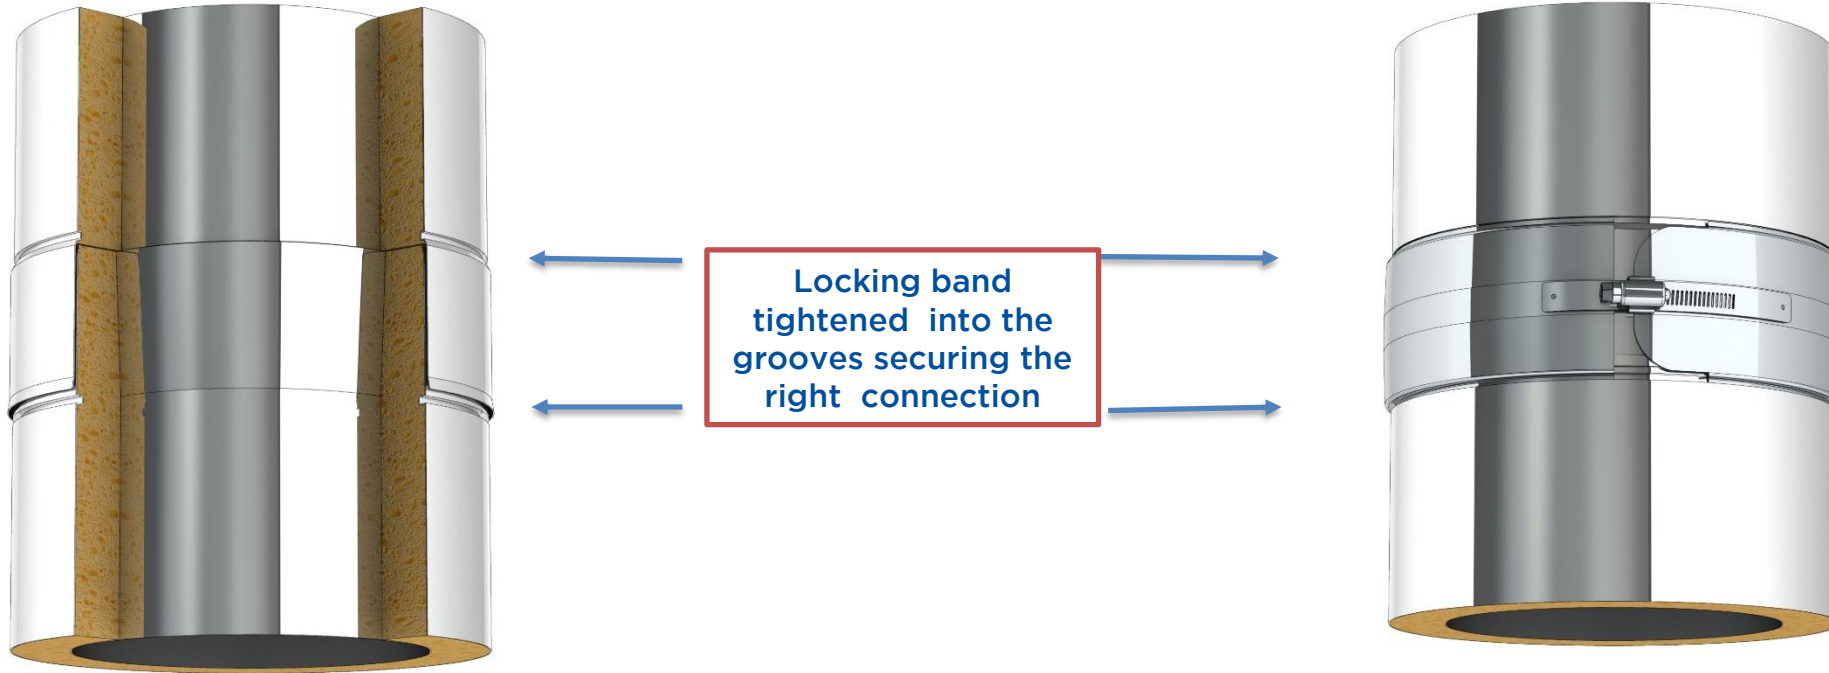 Locking band
tightened  into the
grooves securing the
right  connection